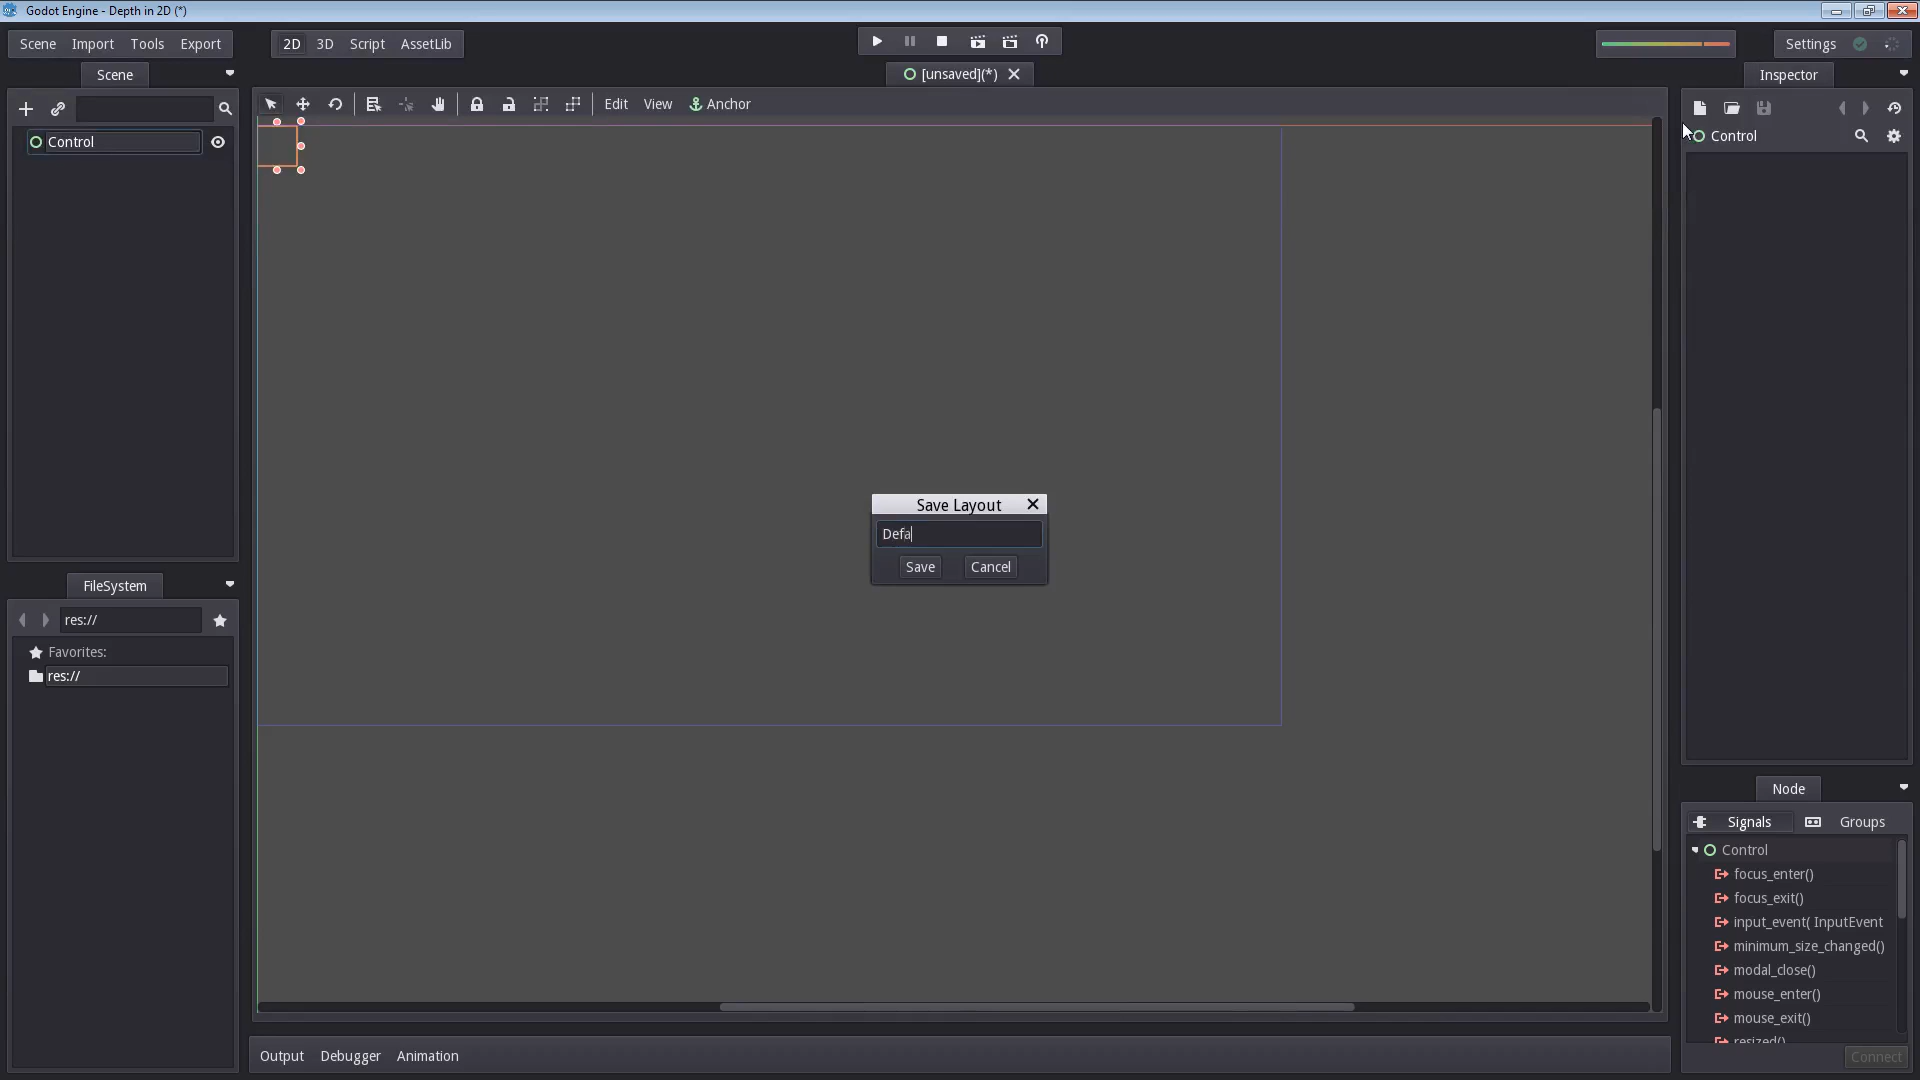 Godot Engine - Depth in 2D (*)
Scene Import Tools Export
2D 3D Script AssetLib
Settings
Scene
[unsaved](*)
Inspector
Edit View Anchor
Control
Control
Save Layout
Defa
Save Cancel
FileSystem
res://
Favorites:
res://
Node
Signals Groups
Control
focus_enter()
focus_exit()
input_event( InputEvent
minimum_size_changed()
modal_close()
mouse_enter()
mouse_exit()
resized()
Connect
Output Debugger Animation